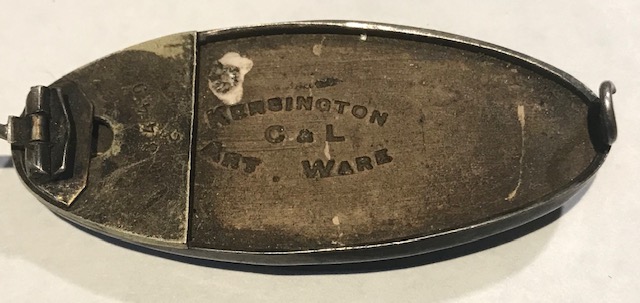 KENSINGTON
C & L
ART . WARE